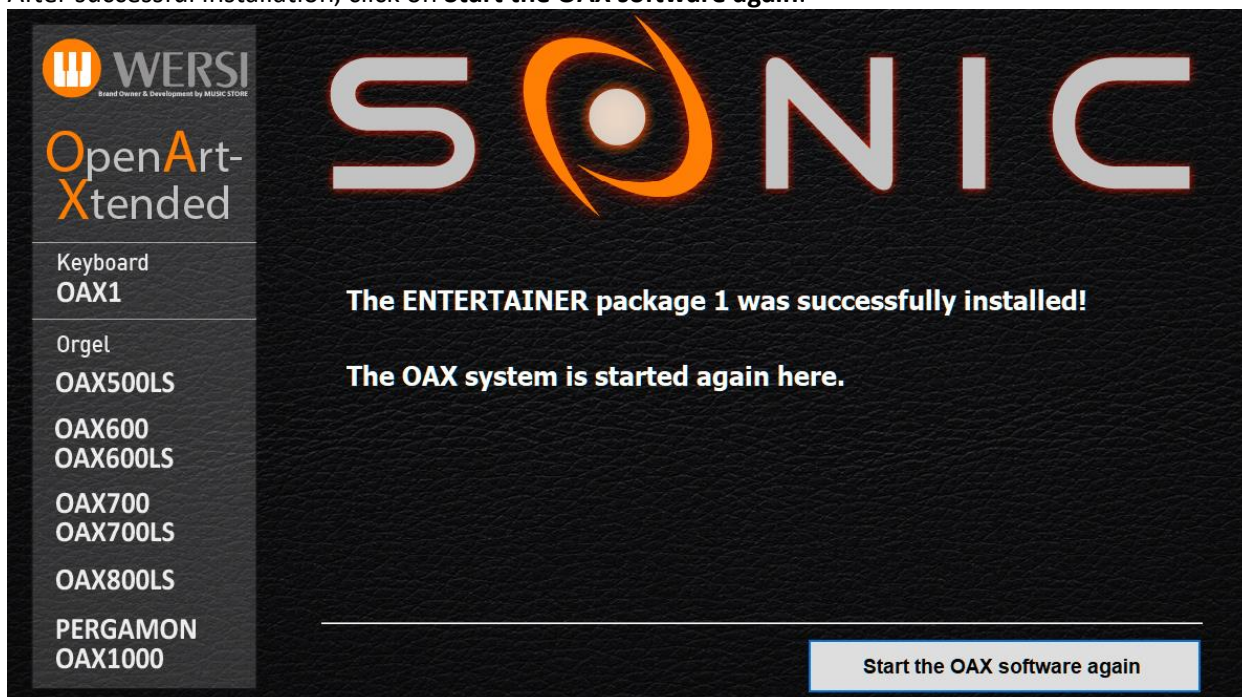 After successful installation, click on Start the OAX software again.
WERSI
Brand Owner & Development by MUSIC STORE
OpenArt-
Xtended
Keyboard
OAX1
Orgel
OAX500LS
OAX600
OAX600LS
OAX700
OAX700LS
OAX800LS
PERGAMON
OAX1000
SONIC
The ENTERTAINER package 1 was successfully installed!
The OAX system is started again here.
Start the OAX software again